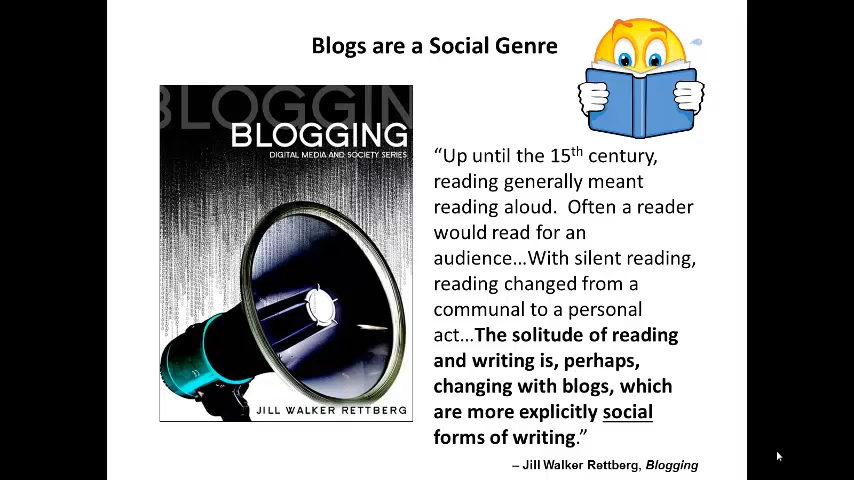 Blogs are a Social Genre
BLOGGIN
BLOGGING
DIGITAL MEDIA AND SOCIETY SERIES
JILL WALKER RETTBERG
“Up until the 15th century,
reading generally meant
reading aloud.  Often a reader
would read for an
audience…With silent reading,
reading changed from a
communal to a personal
act…The solitude of reading
and writing is, perhaps,
changing with blogs, which
are more explicitly social
forms of writing.”
– Jill Walker Rettberg, Blogging